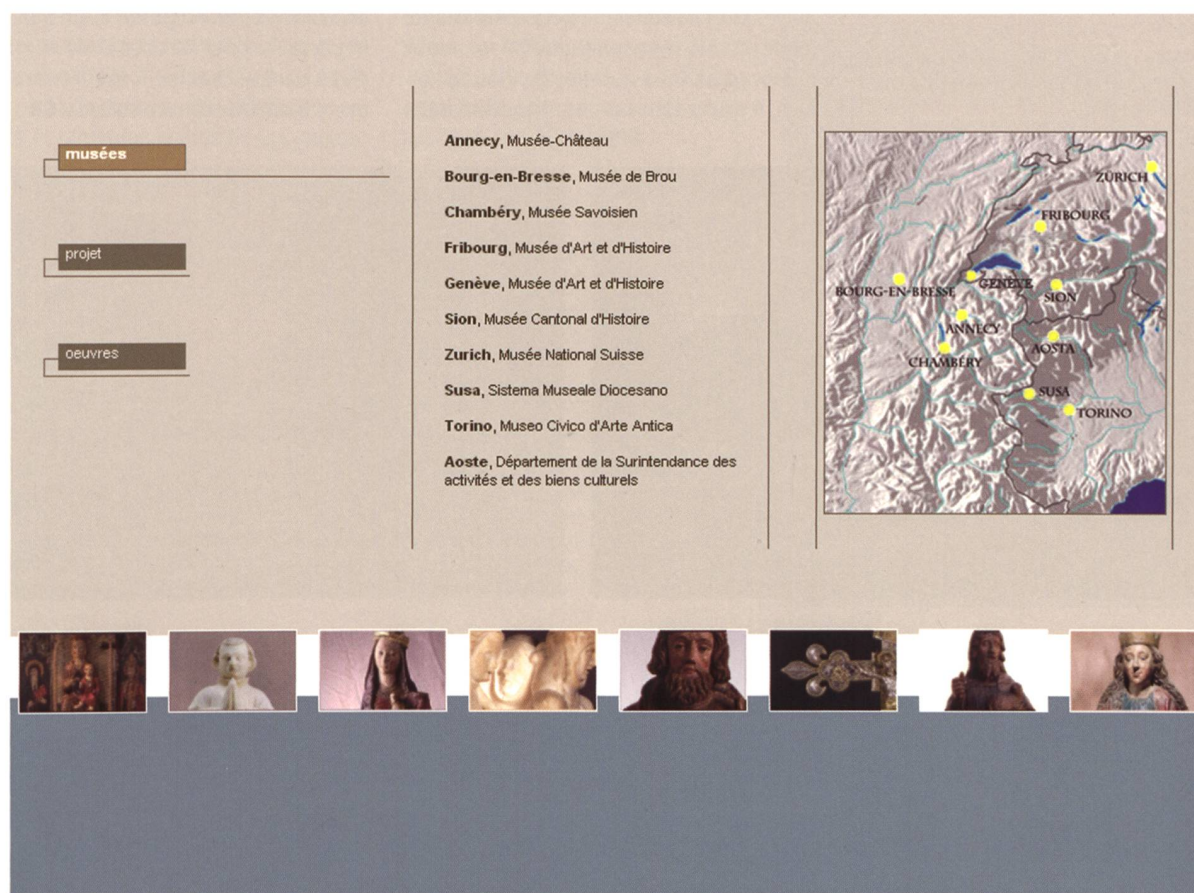 musées
projet
oeuvres
Annecy, Musée-Château
Bourg-en-Bresse, Musée de Brou
Chambéry, Musée Savoisien
Fribourg, Musée d'Art et d'Histoire
Genève, Musée d'Art et d'Histoire
Sion, Musée Cantonal d'Histoire
Zurich, Musée National Suisse
Susa, Sistema Museale Diocesano
Torino, Museo Civico d'Arte Antica
Aoste, Département de la Surintendance des
activités et des biens culturels
ZÜRICH
FRIBOURG
GENÈVE
BOURG-EN-BRESSE
SION
ANNECY
AOSTA
CHAMBÉRY
SUSA
TORINO